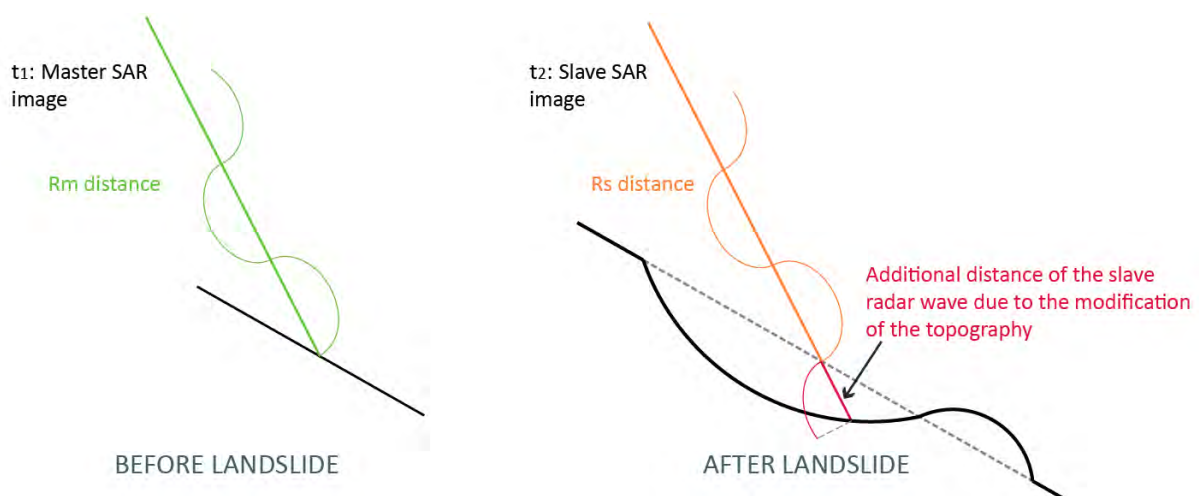 t1: Master SAR
image
Rm distance
BEFORE LANDSLIDE
t2: Slave SAR
image
Rs distance
Additional distance of the slave
radar wave due to the modification
of the topography
AFTER LANDSLIDE